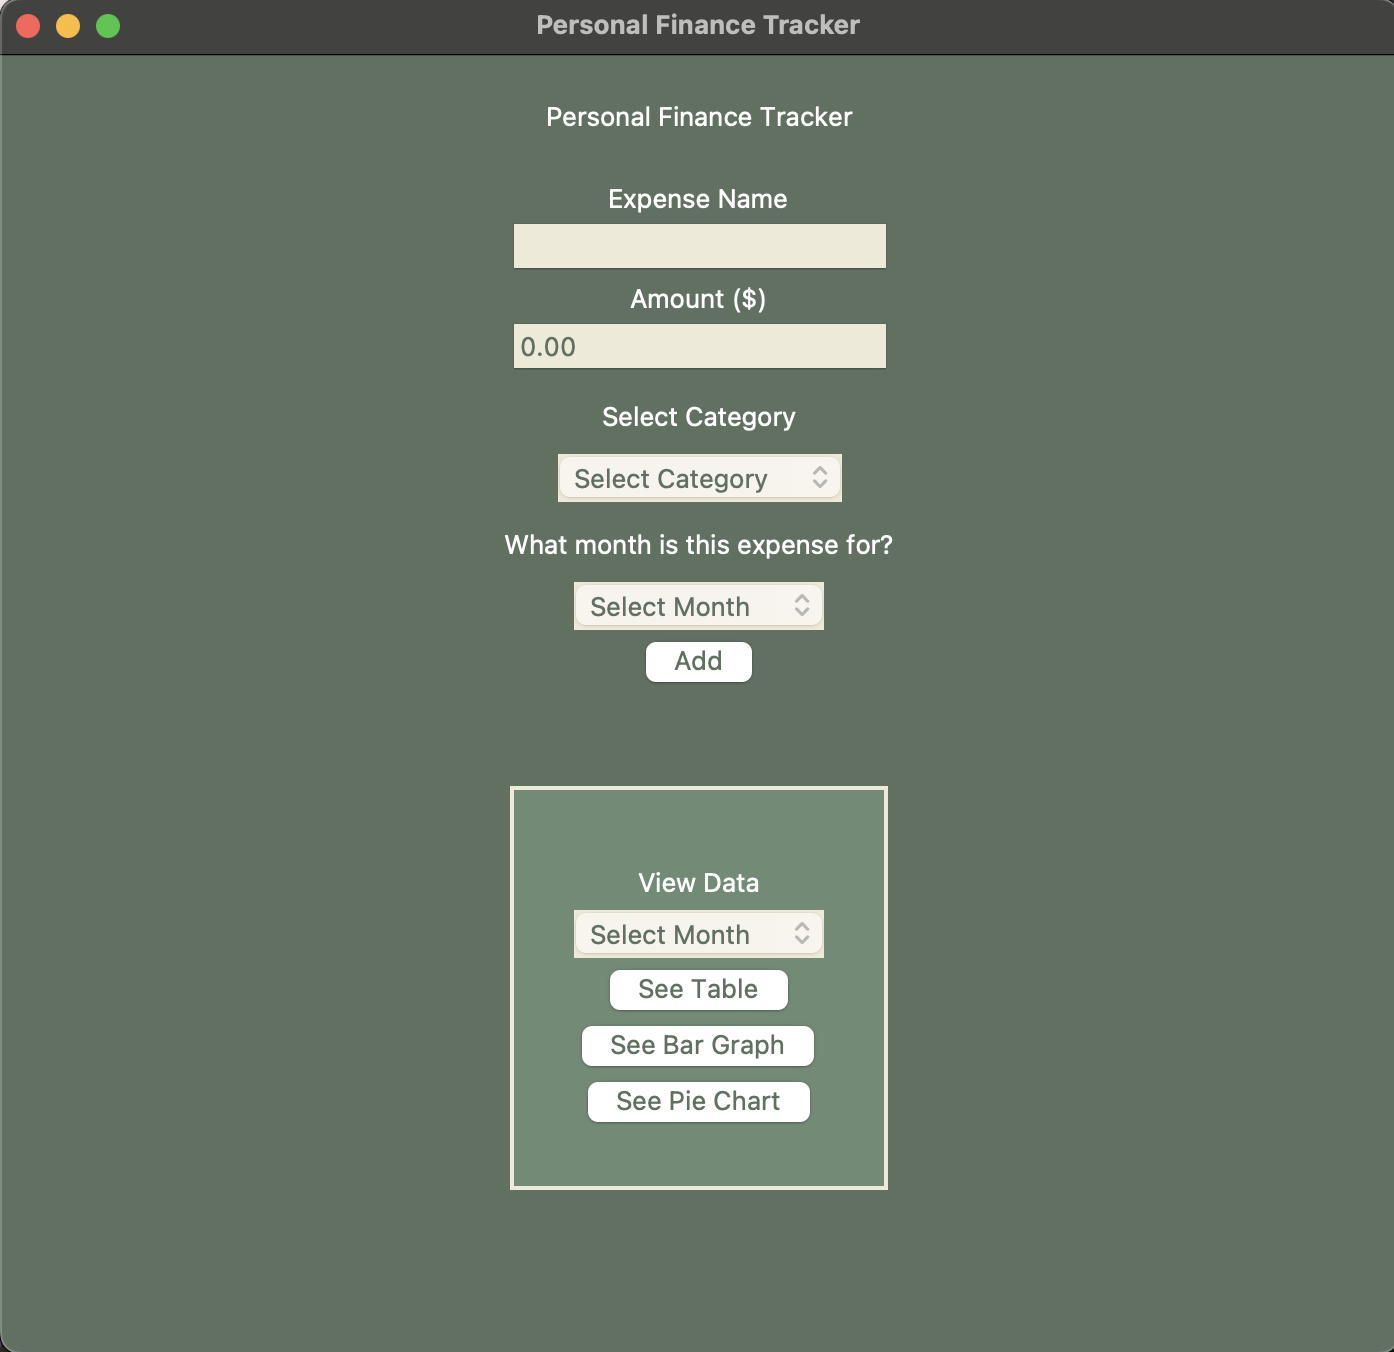 Personal Finance Tracker
Personal Finance Tracker
Expense Name
Amount ($)
0.00
Select Category
Select Category
What month is this expense for?
Select Month
Add
View Data
Select Month
See Table
See Bar Graph
See Pie Chart